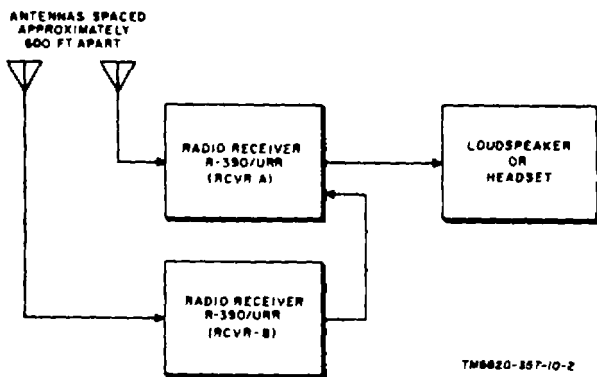 ANTENNAS SPACED
APPROXIMATELY
600 FT APART
RADIO RECEIVER
R-390/URR
(RCVR A)
LOUDSPEAKER
OR
HEADSET
RADIO RECEIVER
R-390/URR
(RCVR-B)
TM5820-357-10-2